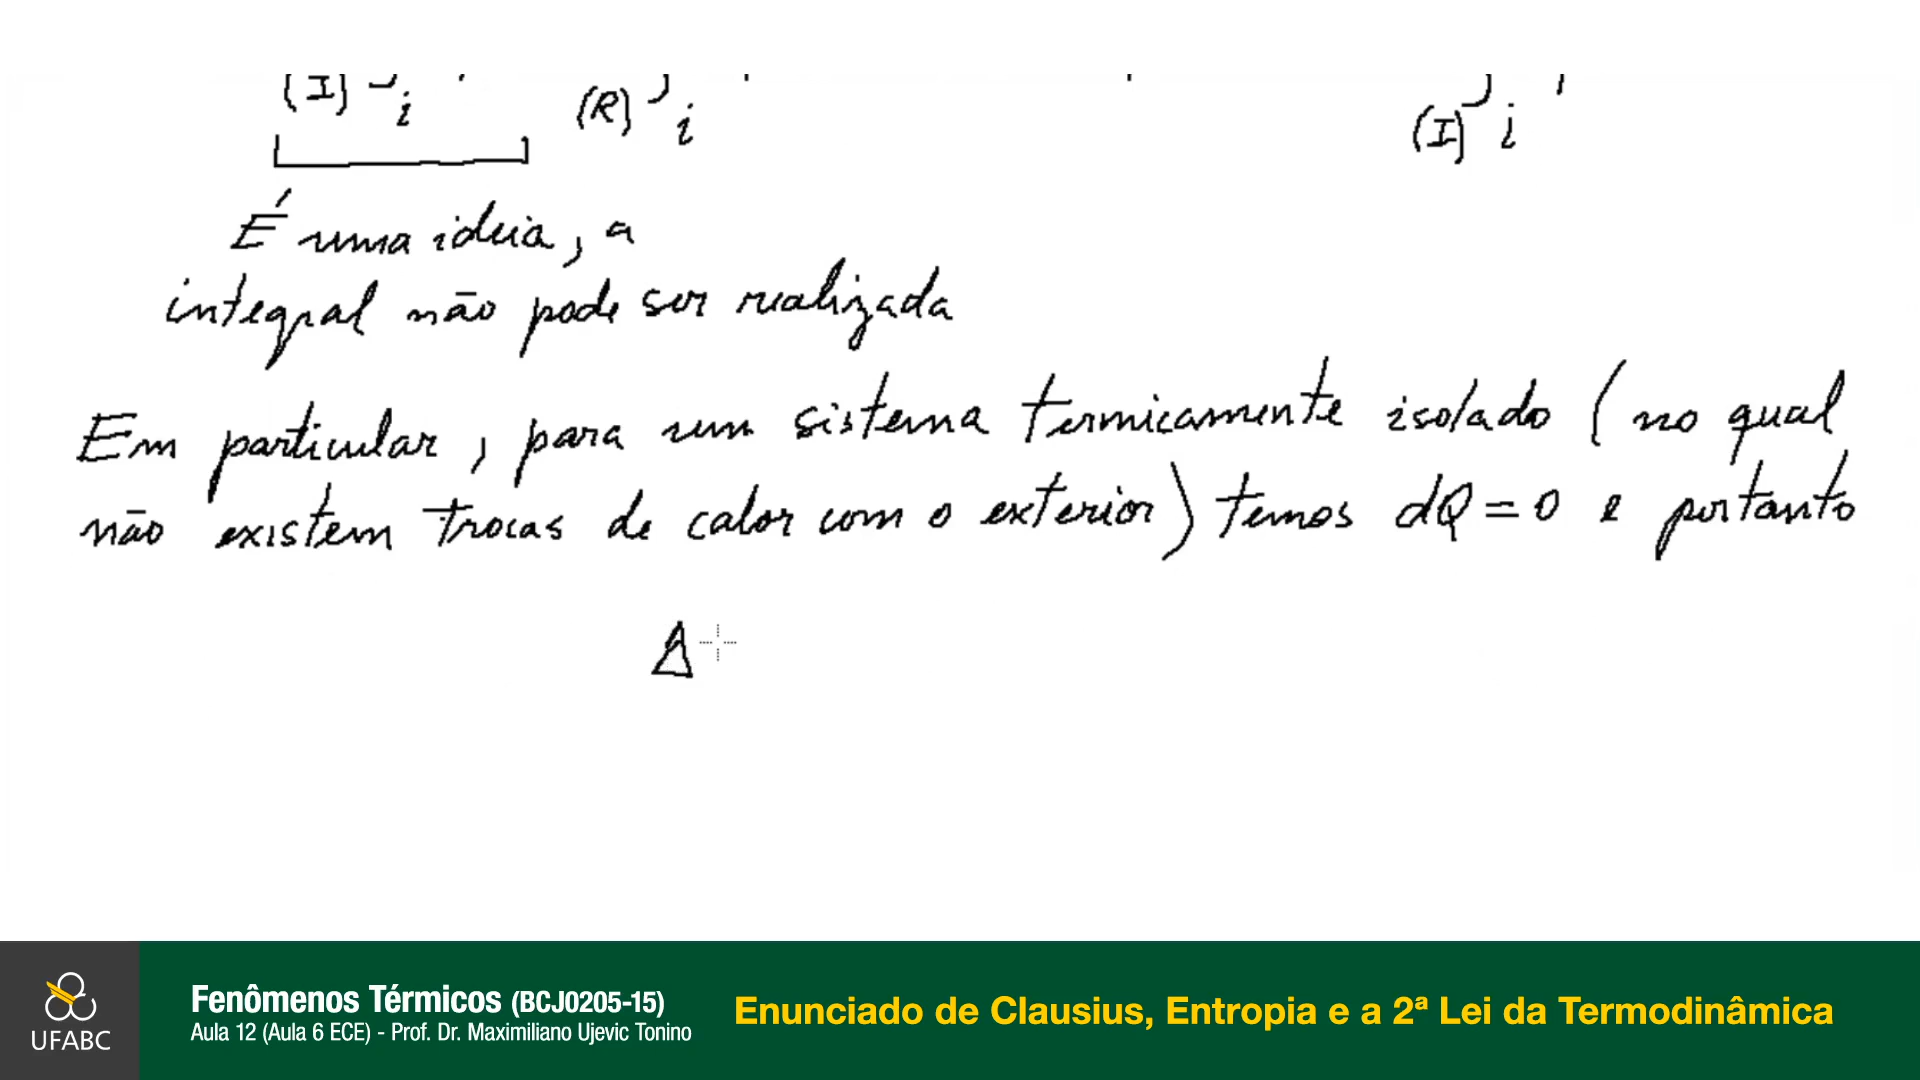 (I) i (R) i (I) i
É uma ideia, a
integral não pode ser realizada
Em particular, para um sistema termicamente isolado (no qual
não existem trocas de calor com o exterior) temos dQ = 0 e portanto
Δ
UFABC
Fenômenos Térmicos (BCJ0205-15)
Aula 12 (Aula 6 ECE) - Prof. Dr. Maximiliano Ujevic Tonino
Enunciado de Clausius, Entropia e a 2ª Lei da Termodinâmica